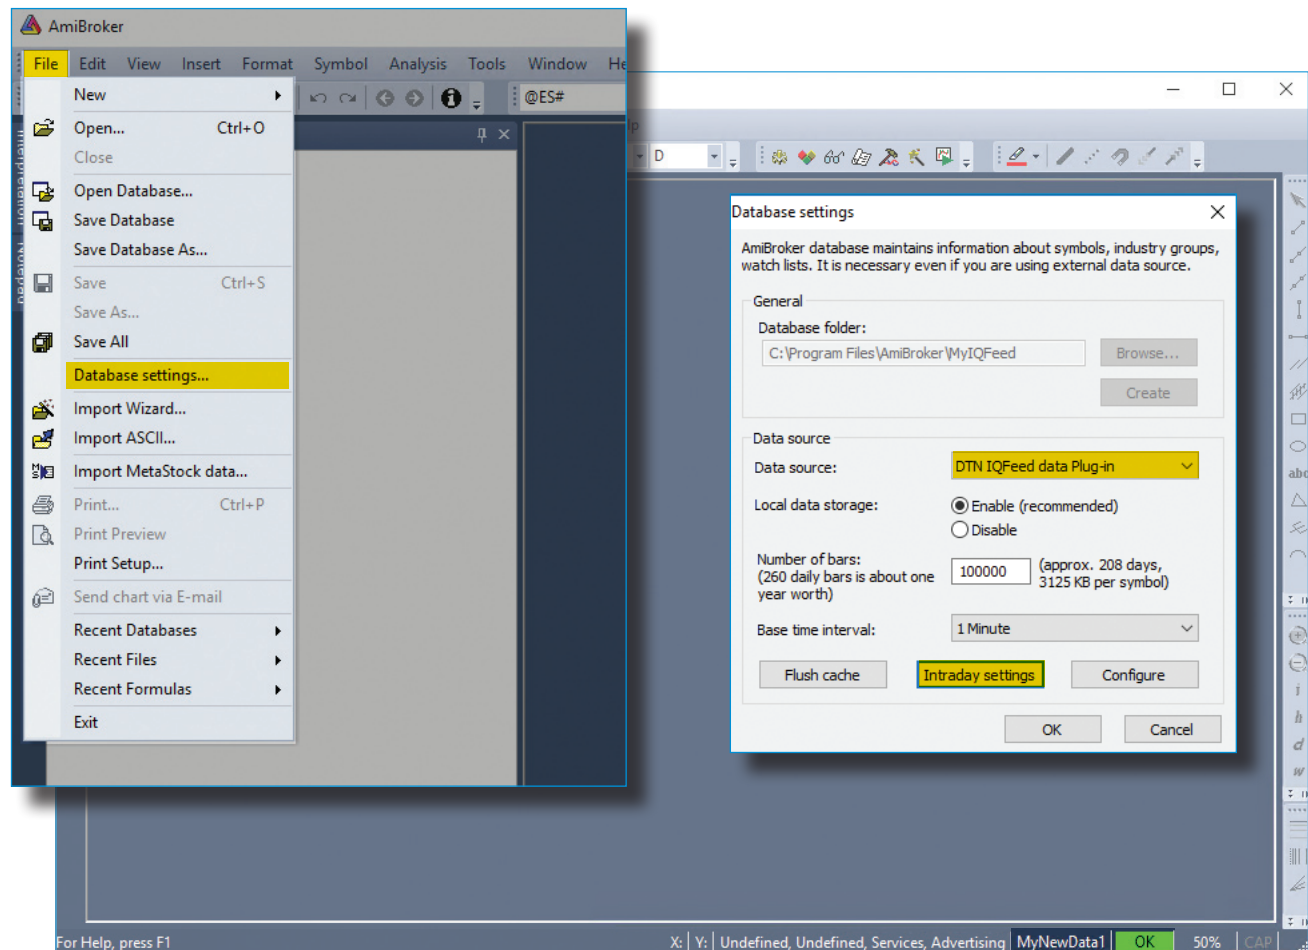 AmiBroker
File Edit View Insert Format Symbol Analysis Tools Window He
@ES#
New
Open... Ctrl+O
Close
Open Database...
Save Database
Save Database As...
Save Ctrl+S
Save As...
Save All
Database settings...
Import Wizard...
Import ASCII...
Import MetaStock data...
Print... Ctrl+P
Print Preview
Print Setup...
Send chart via E-mail
Recent Databases
Recent Files
Recent Formulas
Exit
Interpretation
Notepad
lp
D
Database settings
AmiBroker database maintains information about symbols, industry groups,
watch lists. It is necessary even if you are using external data source.
General
Database folder:
C:\Program Files\AmiBroker\MyIQFeed Browse...
Create
Data source
Data source: DTN IQFeed data Plug-in
Local data storage: Enable (recommended)
Disable
Number of bars:
(260 daily bars is about one
year worth)
100000 (approx. 208 days,
3125 KB per symbol)
Base time interval: 1 Minute
Flush cache Intraday settings Configure
OK Cancel
abc
i
h
d
w
For Help, press F1 X: Y: Undefined, Undefined, Services, Advertising MyNewData1 OK 50% CAP